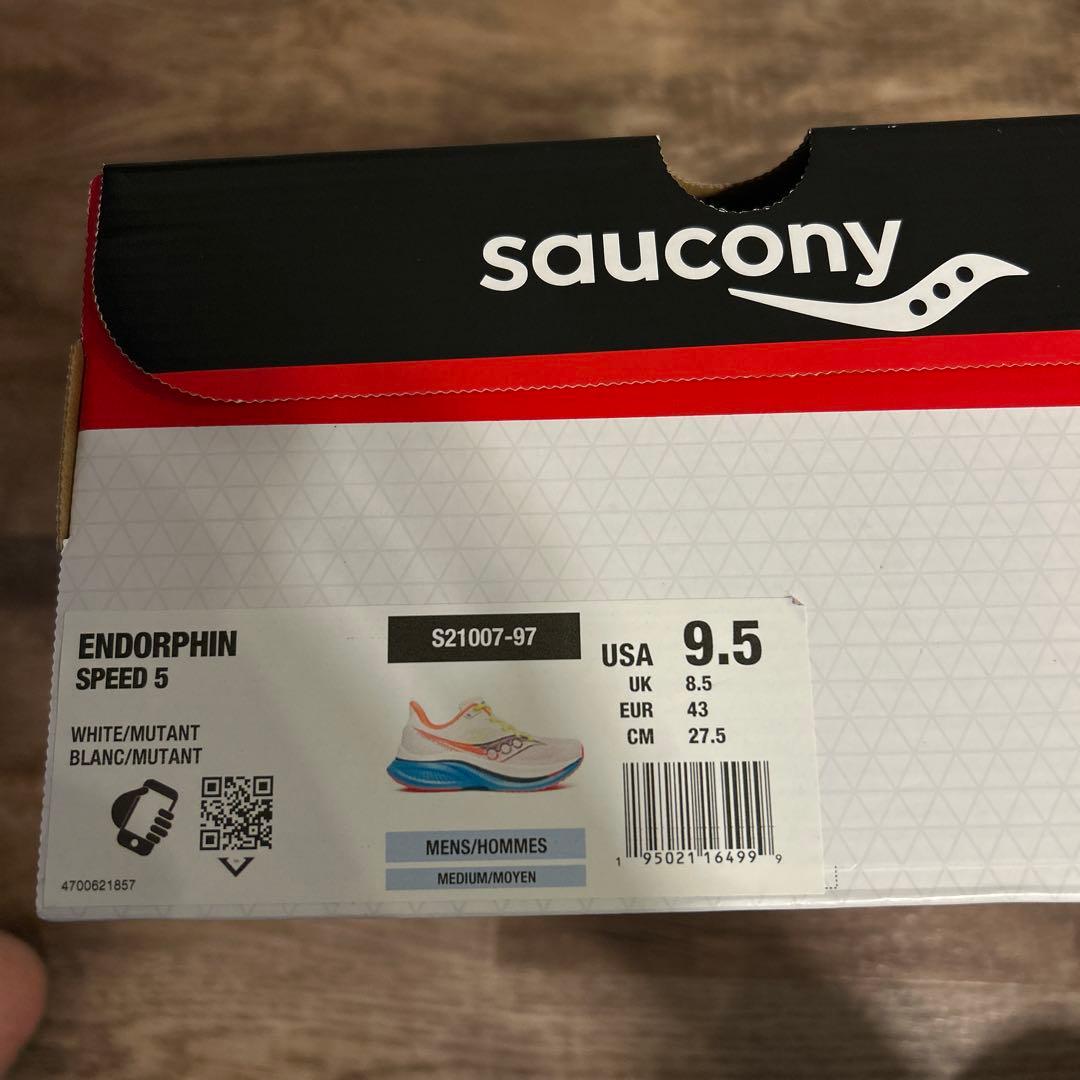 saucony
ENDORPHIN
SPEED 5
WHITE/MUTANT
BLANC/MUTANT
4700621857
S21007-97
MENS/HOMMES
MEDIUM/MOYEN
USA 9.5
UK 8.5
EUR 43
CM 27.5
1 95021 16499 9